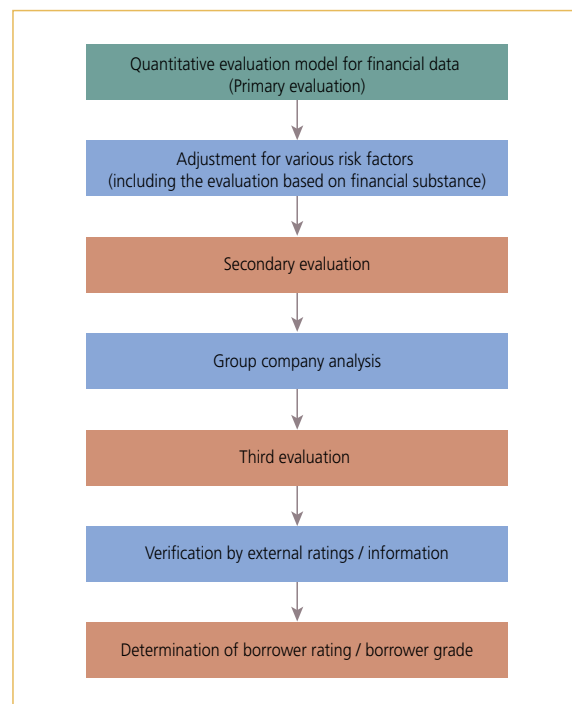 Quantitative evaluation model for financial data
(Primary evaluation)
Adjustment for various risk factors
(including the evaluation based on financial substance)
Secondary evaluation
Group company analysis
Third evaluation
Verification by external ratings / information
Determination of borrower rating / borrower grade